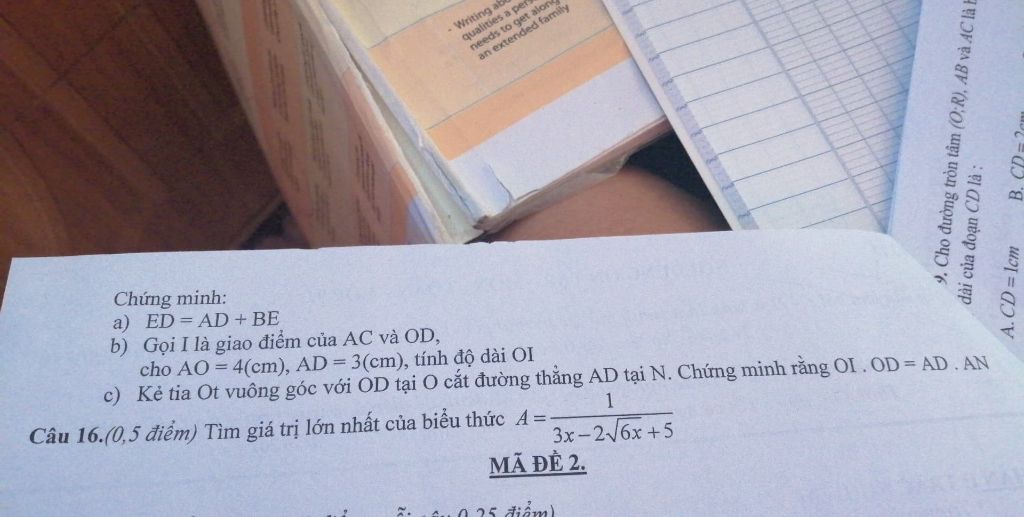 - Writing
qualities a
needs to get along
an extended family
9. Cho đường tròn tâm (O;R), AB và AC là
dài của đoạn CD là :
A. CD = 1cm B. CD =
Chứng minh:
a) ED = AD + BE
b) Gọi I là giao điểm của AC và OD,
cho AO = 4(cm), AD = 3(cm), tính độ dài OI
c) Kẻ tia Ot vuông góc với OD tại O cắt đường thẳng AD tại N. Chứng minh rằng OI . OD = AD . AN
Câu 16.(0,5 điểm) Tìm giá trị lớn nhất của biểu thức A = 1 / (3x − 2√6x + 5)
MÃ ĐỀ 2.
0,25 điểm)